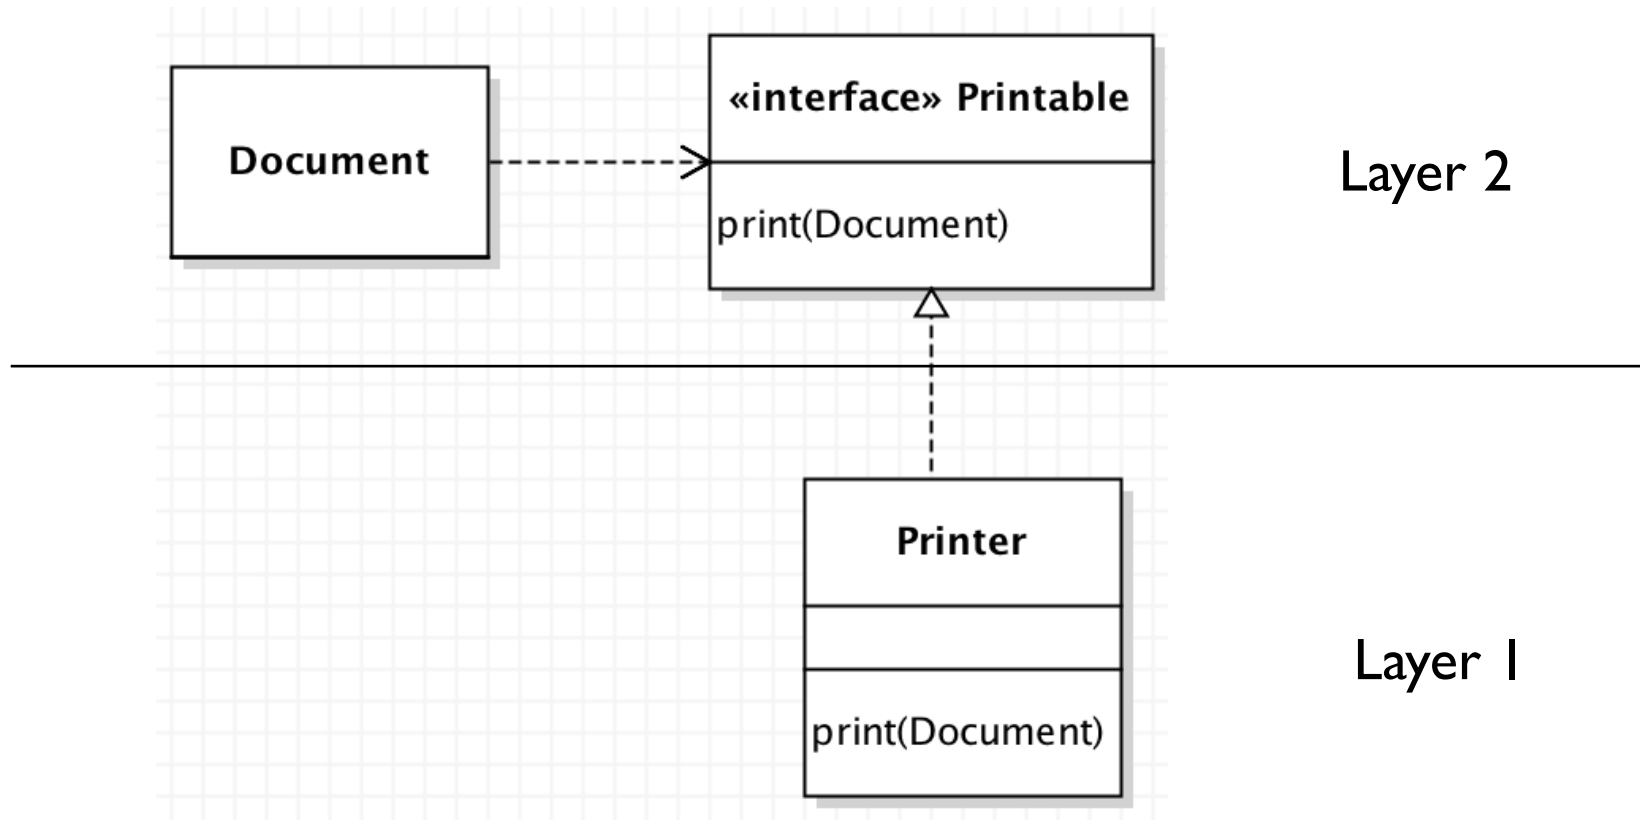 «interface» Printable
Document
print(Document)
Layer 2
Printer
print(Document)
Layer 1